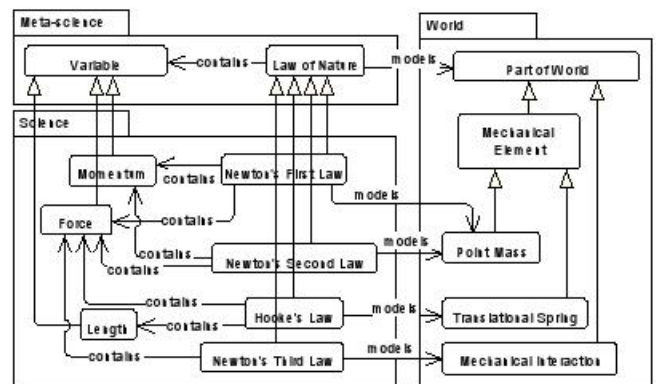 Meta-science
World
Variable
contains
Law of Nature
models
Part of World
Science
Mechanical
Element
Momentum
contains
Newton's First Law
models
Force
contains
contains
contains
Newton's Second Law
models
Point Mass
contains
Hooke's Law
models
Translational Spring
Length
contains
contains
Newton's Third Law
models
Mechanical Interaction